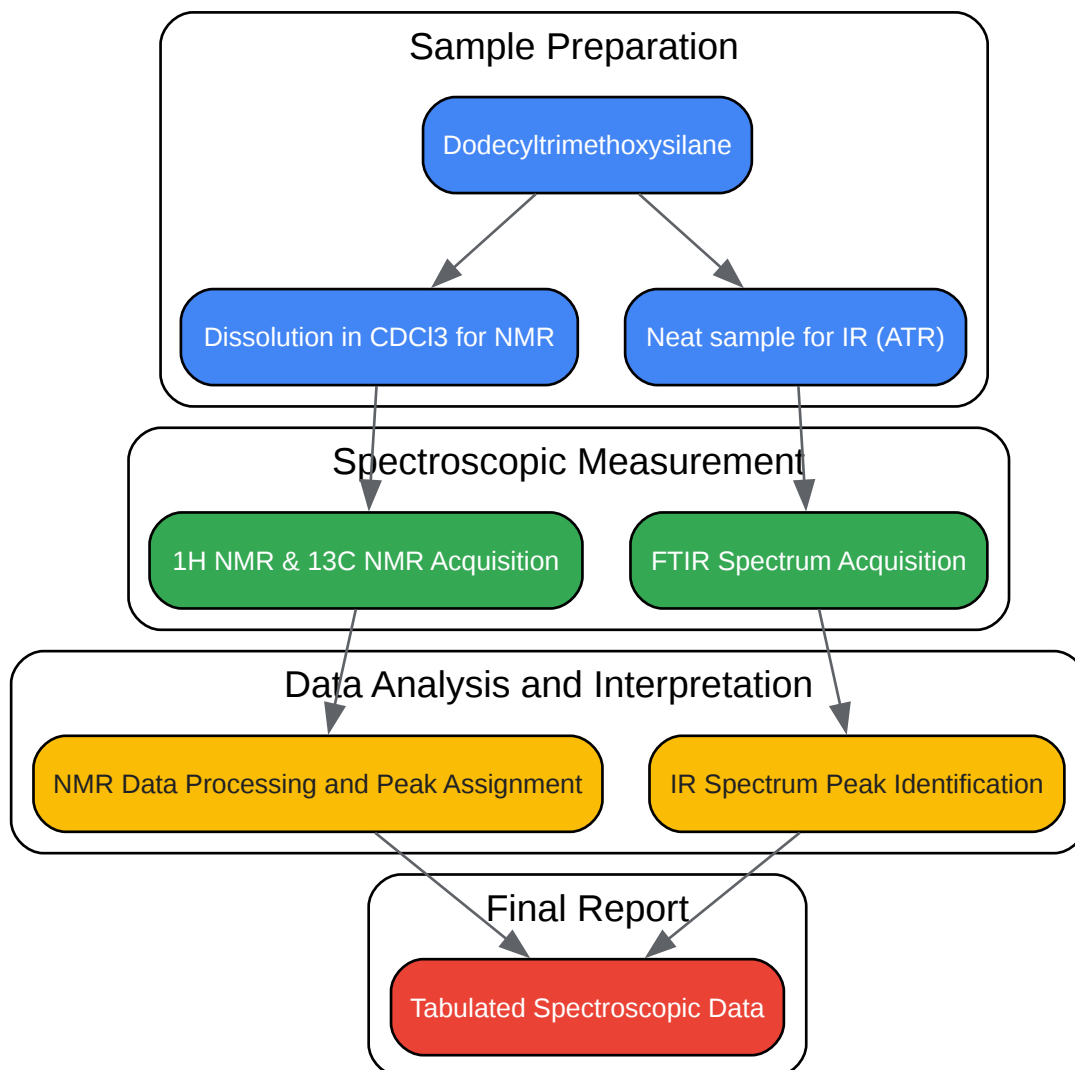 Sample Preparation
Dodecyltrimethoxysilane
Dissolution in CDCl3 for NMR
Neat sample for IR (ATR)
Spectroscopic Measurement
1H NMR & 13C NMR Acquisition
FTIR Spectrum Acquisition
Data Analysis and Interpretation
NMR Data Processing and Peak Assignment
IR Spectrum Peak Identification
Final Report
Tabulated Spectroscopic Data